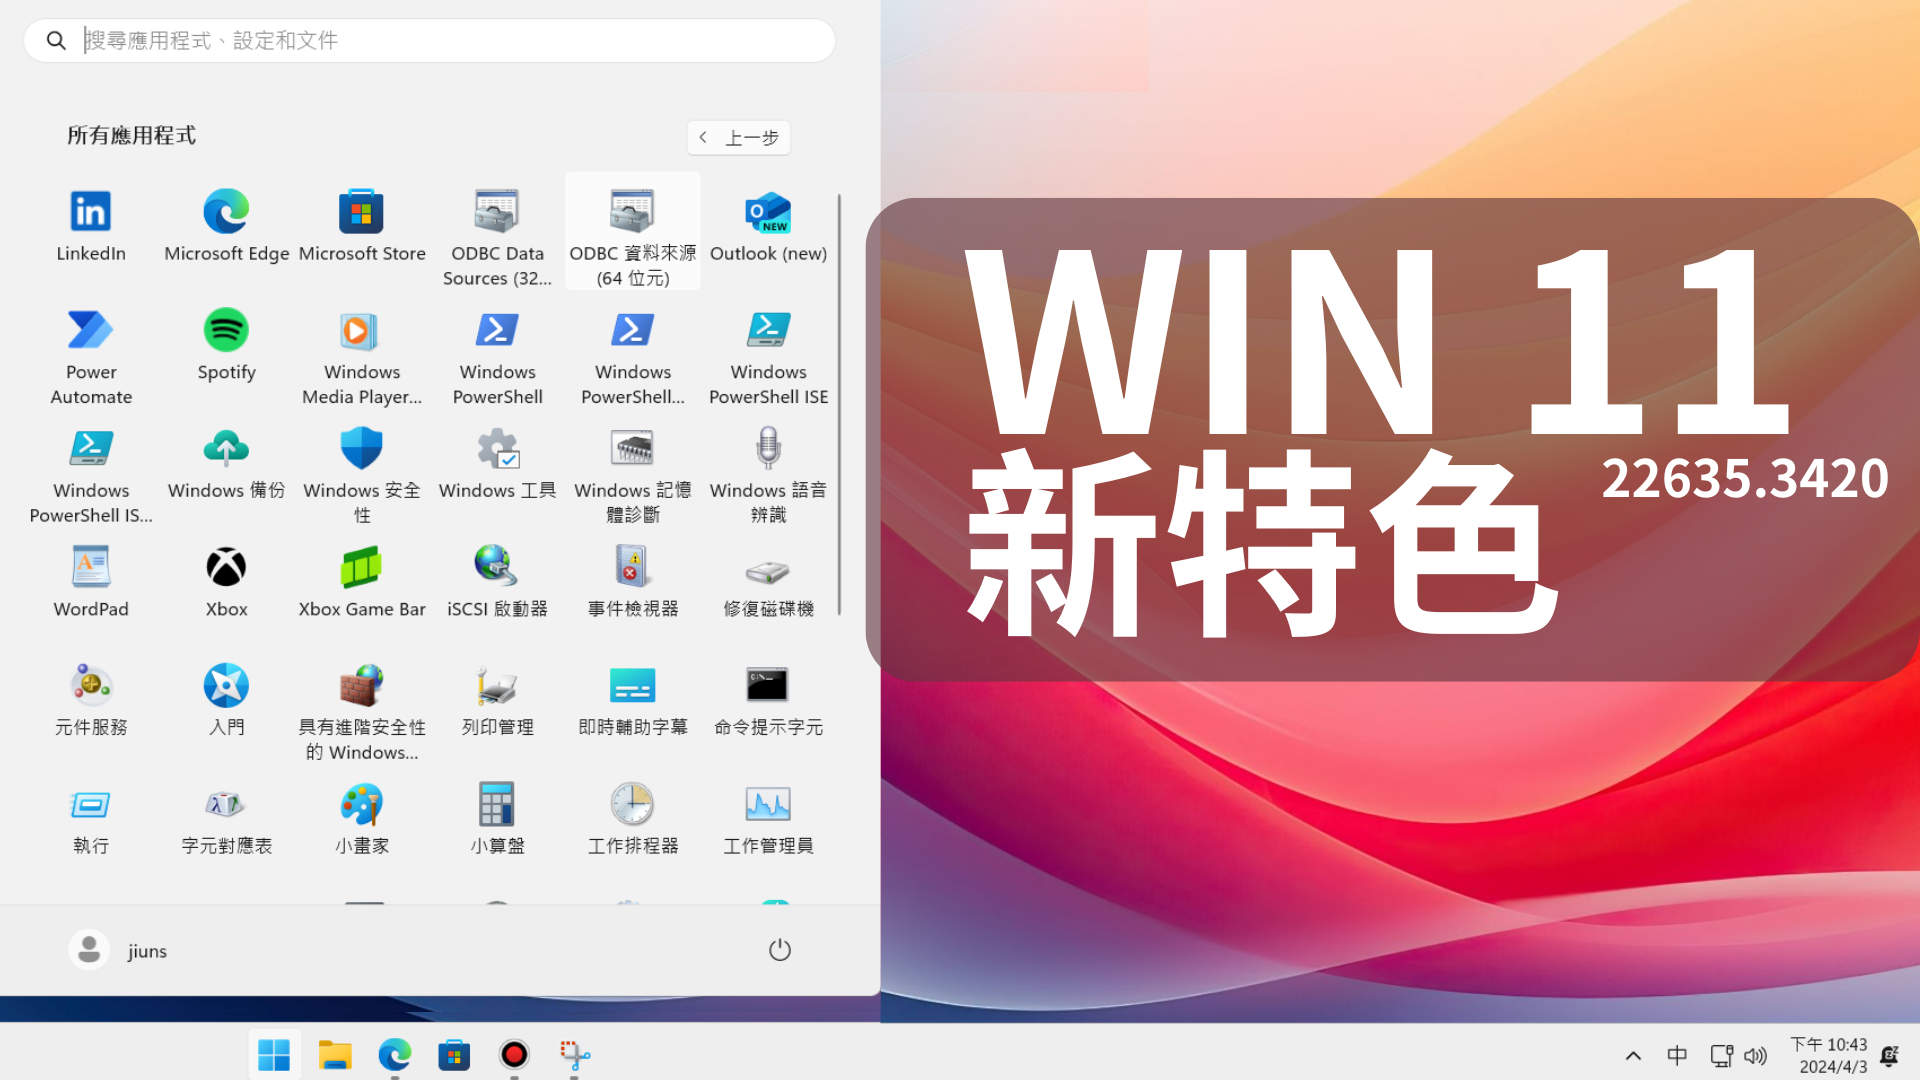 搜尋應用程式、設定和文件
所有應用程式
上一步
LinkedIn
Microsoft Edge
Microsoft Store
ODBC Data
Sources (32...
ODBC 資料來源
(64 位元)
Outlook (new)
Power
Automate
Spotify
Windows
Media Player...
Windows
PowerShell
Windows
PowerShell...
Windows
PowerShell ISE
Windows
PowerShell IS...
Windows 備份
Windows 安全
性
Windows 工具
Windows 記憶
體診斷
Windows 語音
辨識
WordPad
Xbox
Xbox Game Bar
iSCSI 啟動器
事件檢視器
修復磁碟機
元件服務
入門
具有進階安全性
的 Windows...
列印管理
即時輔助字幕
命令提示字元
執行
字元對應表
小畫家
小算盤
工作排程器
工作管理員
jiuns
WIN 11
新特色
22635.3420
中
下午 10:43
2024/4/3